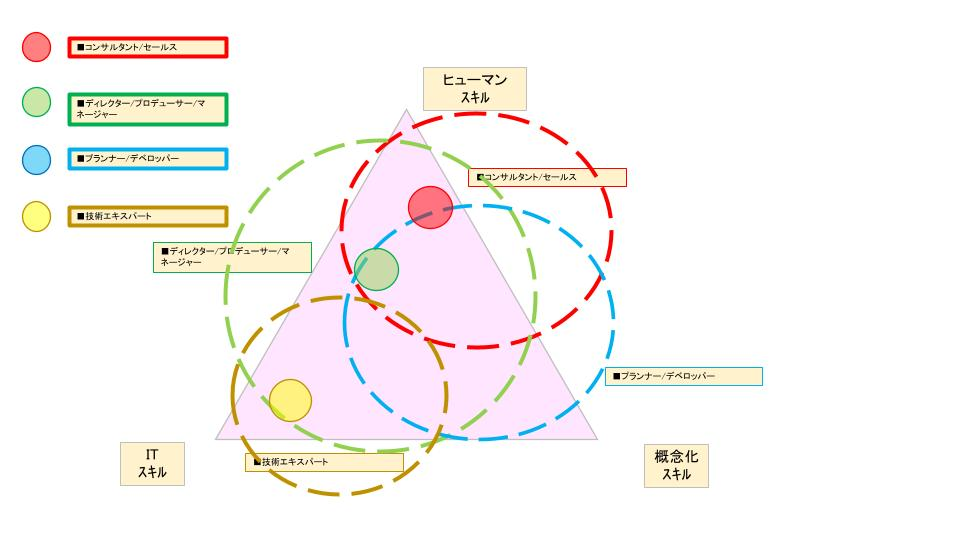 ■コンサルタント/セールス
■ディレクター/プロデューサー/マ
ネージャー
■プランナー/デベロッパー
■技術エキスパート
ヒューマン
スキル
■コンサルタント/セールス
■ディレクター/プロデューサー/マ
ネージャー
■プランナー/デベロッパー
■技術エキスパート
IT
スキル
概念化
スキル